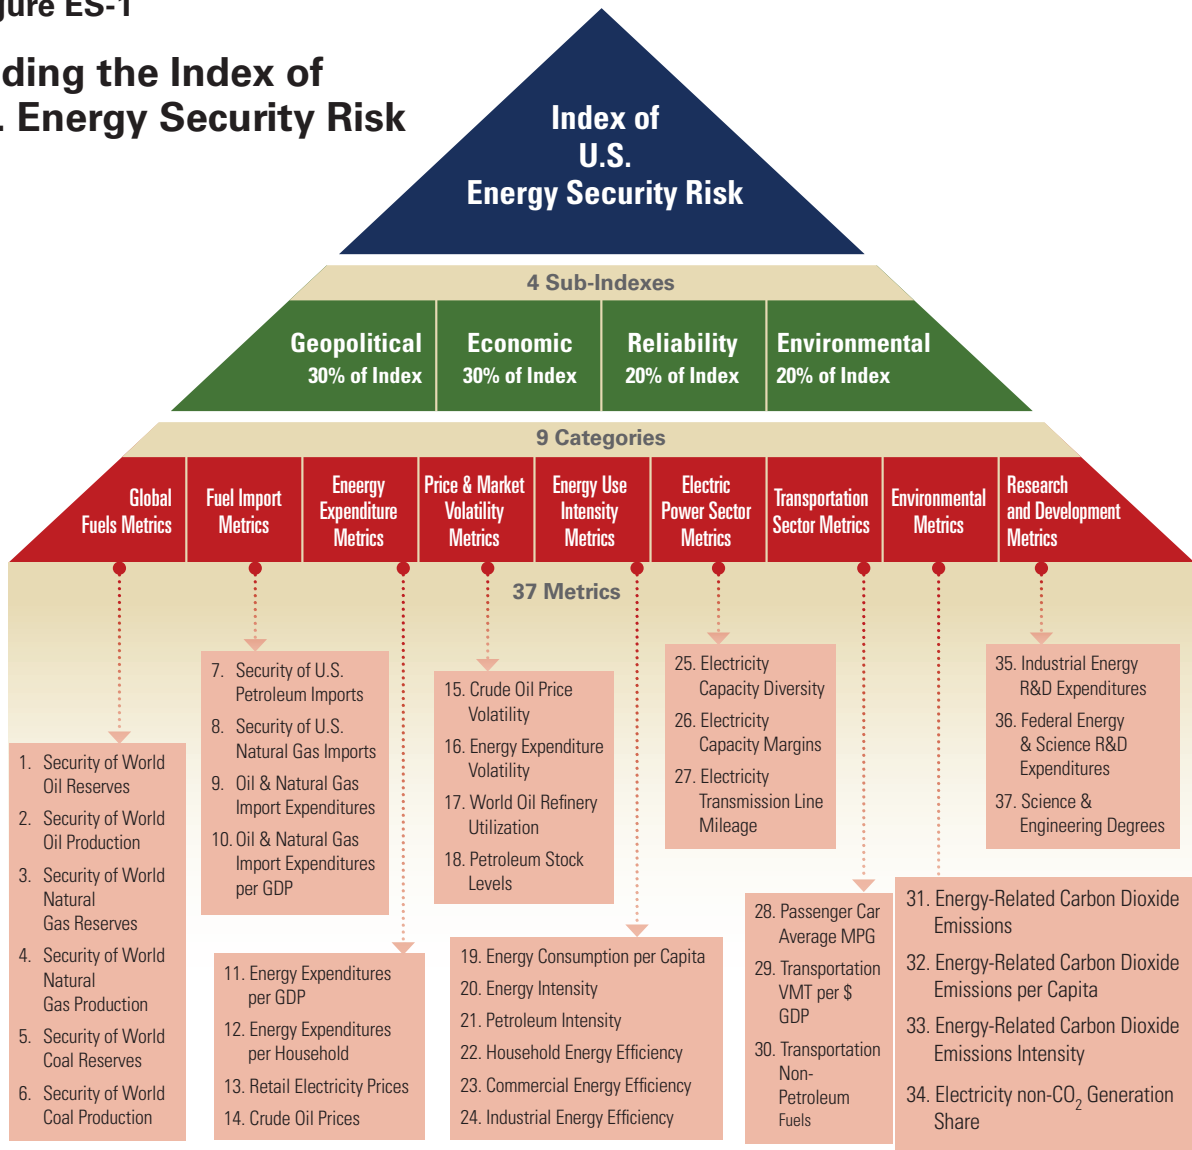 gure ES-1
ding the Index of
. Energy Security Risk
Index of
U.S.
Energy Security Risk
4 Sub-Indexes
Geopolitical
30% of Index
Economic
30% of Index
Reliability
20% of Index
Environmental
20% of Index
9 Categories
Global
Fuels Metrics
Fuel Import
Metrics
Eneergy
Expenditure
Metrics
Price & Market
Volatility
Metrics
Energy Use
Intensity
Metrics
Electric
Power Sector
Metrics
Transportation
Sector Metrics
Environmental
Metrics
Research
and Development
Metrics
37 Metrics
1. Security of World
Oil Reserves
2. Security of World
Oil Production
3. Security of World
Natural
Gas Reserves
4. Security of World
Natural
Gas Production
5. Security of World
Coal Reserves
6. Security of World
Coal Production
7. Security of U.S.
Petroleum Imports
8. Security of U.S.
Natural Gas Imports
9. Oil & Natural Gas
Import Expenditures
10. Oil & Natural Gas
Import Expenditures
per GDP
11. Energy Expenditures
per GDP
12. Energy Expenditures
per Household
13. Retail Electricity Prices
14. Crude Oil Prices
15. Crude Oil Price
Volatility
16. Energy Expenditure
Volatility
17. World Oil Refinery
Utilization
18. Petroleum Stock
Levels
19. Energy Consumption per Capita
20. Energy Intensity
21. Petroleum Intensity
22. Household Energy Efficiency
23. Commercial Energy Efficiency
24. Industrial Energy Efficiency
25. Electricity
Capacity Diversity
26. Electricity
Capacity Margins
27. Electricity
Transmission Line
Mileage
28. Passenger Car
Average MPG
29. Transportation
VMT per $
GDP
30. Transportation
Non-
Petroleum
Fuels
31. Energy-Related Carbon Dioxide
Emissions
32. Energy-Related Carbon Dioxide
Emissions per Capita
33. Energy-Related Carbon Dioxide
Emissions Intensity
34. Electricity non-CO2 Generation
Share
35. Industrial Energy
R&D Expenditures
36. Federal Energy
& Science R&D
Expenditures
37. Science &
Engineering Degrees